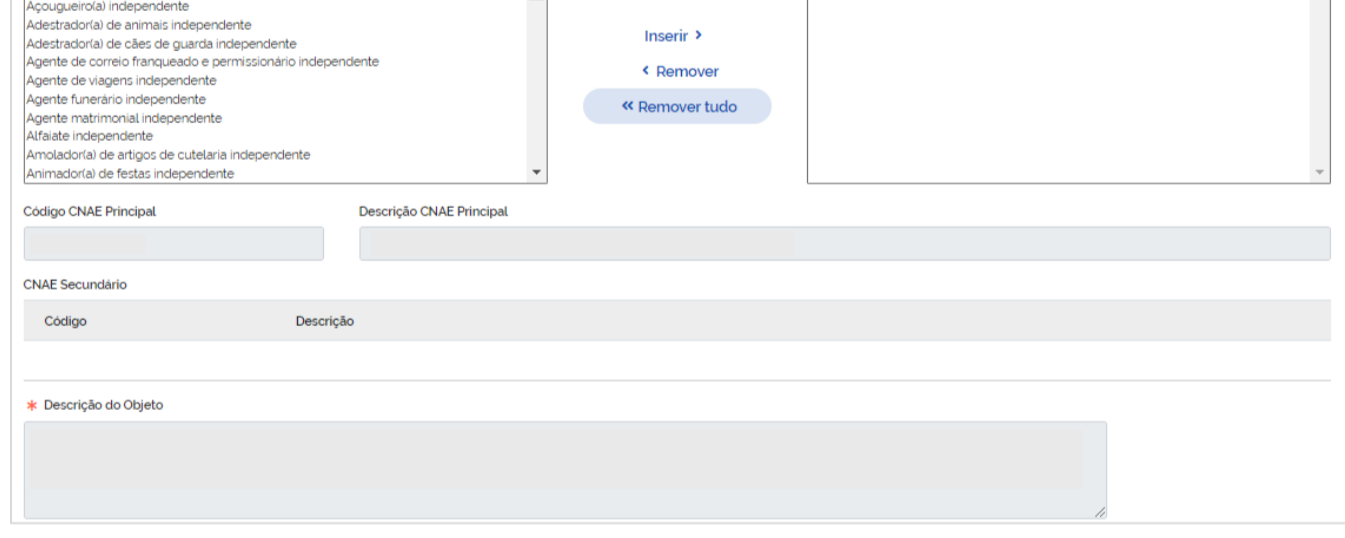 Açougueiro(a) independente
Adestrador(a) de animais independente
Adestrador(a) de cães de guarda independente
Agente de correio franqueado e permissionário independente
Agente de viagens independente
Agente funerário independente
Agente matrimonial independente
Alfaiate independente
Amolador(a) de artigos de cutelaria independente
Animador(a) de festas independente
Inserir >
< Remover
« Remover tudo
Código CNAE Principal
Descrição CNAE Principal
CNAE Secundário
Código
Descrição
* Descrição do Objeto